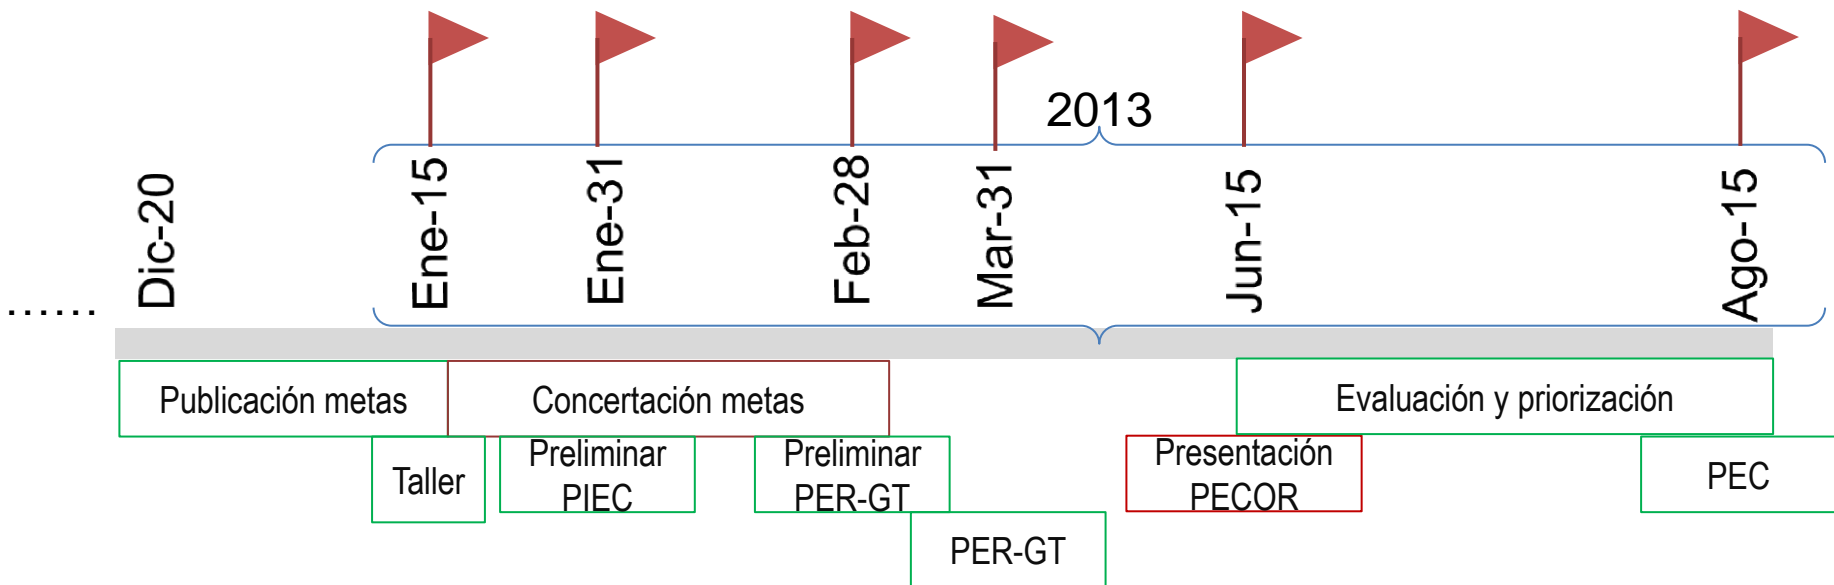 2013
......
Dic-20
Ene-15
Ene-31
Feb-28
Mar-31
Jun-15
Ago-15
Publicación metas
Concertación metas
Evaluación y priorización
Taller
Preliminar
PIEC
Preliminar
PER-GT
Presentación
PECOR
PEC
PER-GT